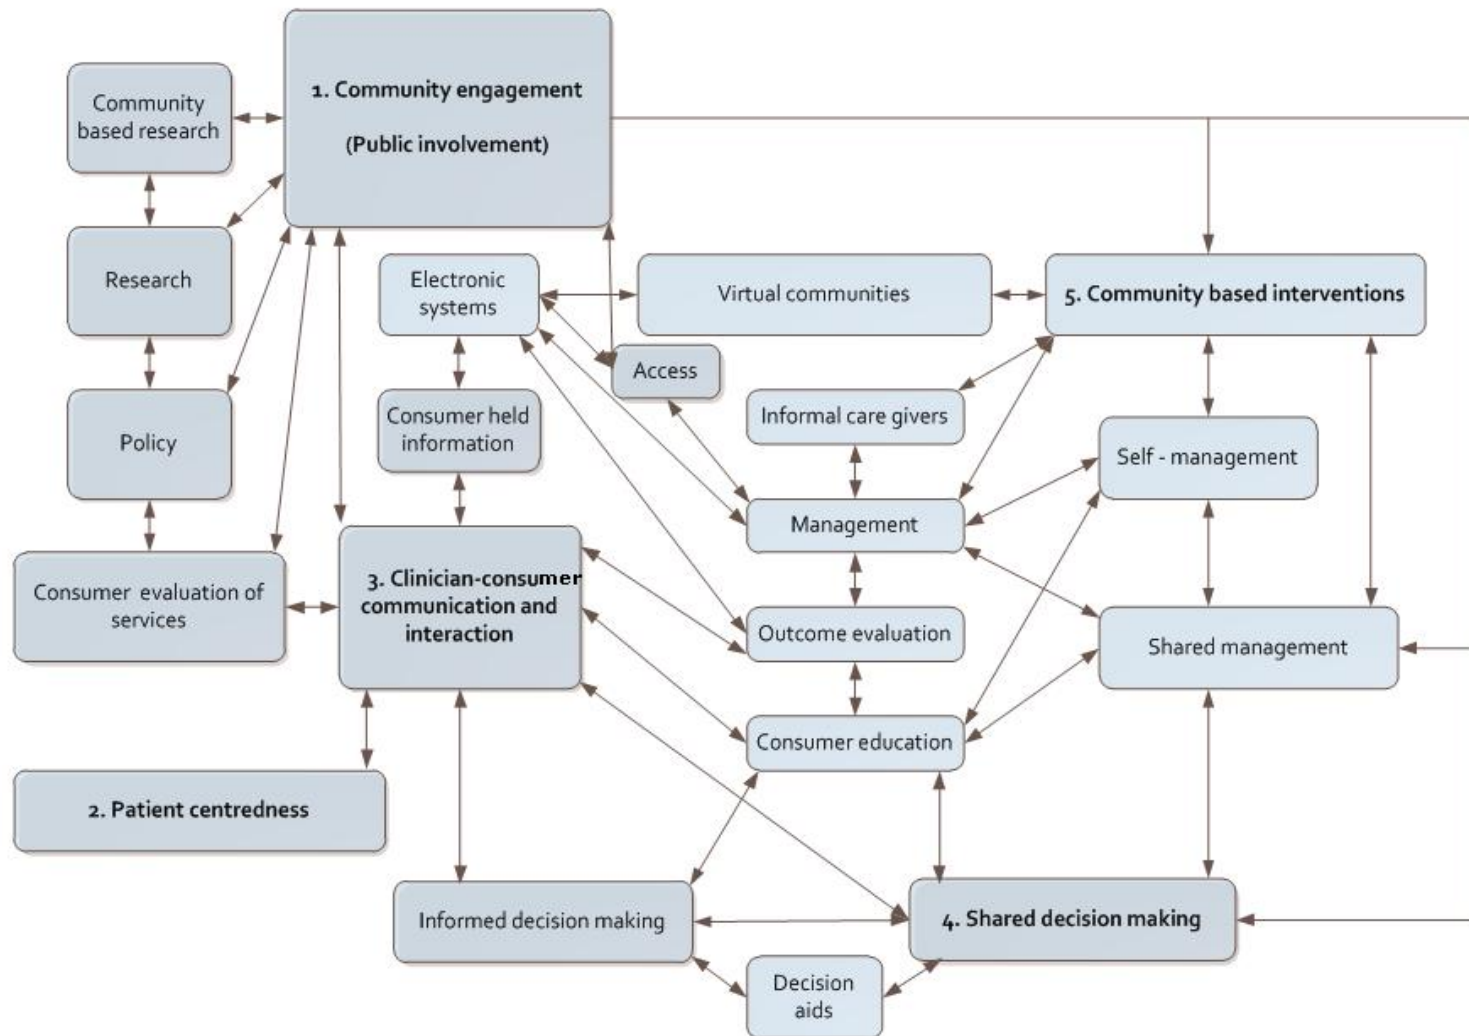 1. Community engagement
(Public involvement)
Community
based research
Research
Electronic
systems
Virtual communities
5. Community based interventions
Access
Consumer held
information
Informal care givers
Policy
Self - management
Management
Consumer evaluation of
services
3. Clinician-consumer
communication and
interaction
Outcome evaluation
Shared management
Consumer education
2. Patient centredness
Informed decision making
4. Shared decision making
Decision
aids